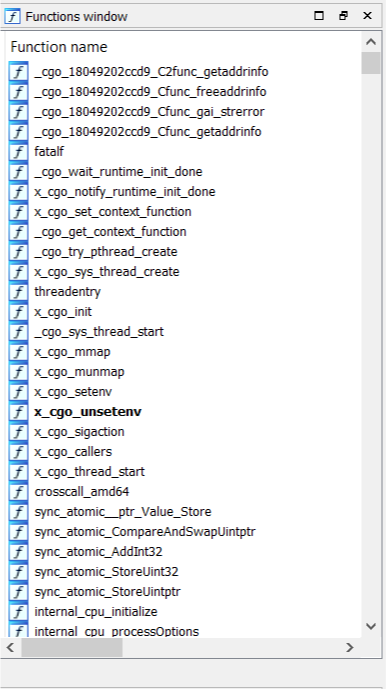 Functions window
Function name
_cgo_18049202ccd9_C2func_getaddrinfo
_cgo_18049202ccd9_Cfunc_freeaddrinfo
_cgo_18049202ccd9_Cfunc_gai_strerror
_cgo_18049202ccd9_Cfunc_getaddrinfo
fatalf
_cgo_wait_runtime_init_done
x_cgo_notify_runtime_init_done
x_cgo_set_context_function
_cgo_get_context_function
_cgo_try_pthread_create
x_cgo_sys_thread_create
threadentry
x_cgo_init
_cgo_sys_thread_start
x_cgo_mmap
x_cgo_munmap
x_cgo_setenv
x_cgo_unsetenv
x_cgo_sigaction
x_cgo_callers
x_cgo_thread_start
crosscall_amd64
sync_atomic__ptr_Value_Store
sync_atomic_CompareAndSwapUintptr
sync_atomic_AddInt32
sync_atomic_StoreUint32
sync_atomic_StoreUintptr
internal_cpu_initialize
internal_cpu_processOptions